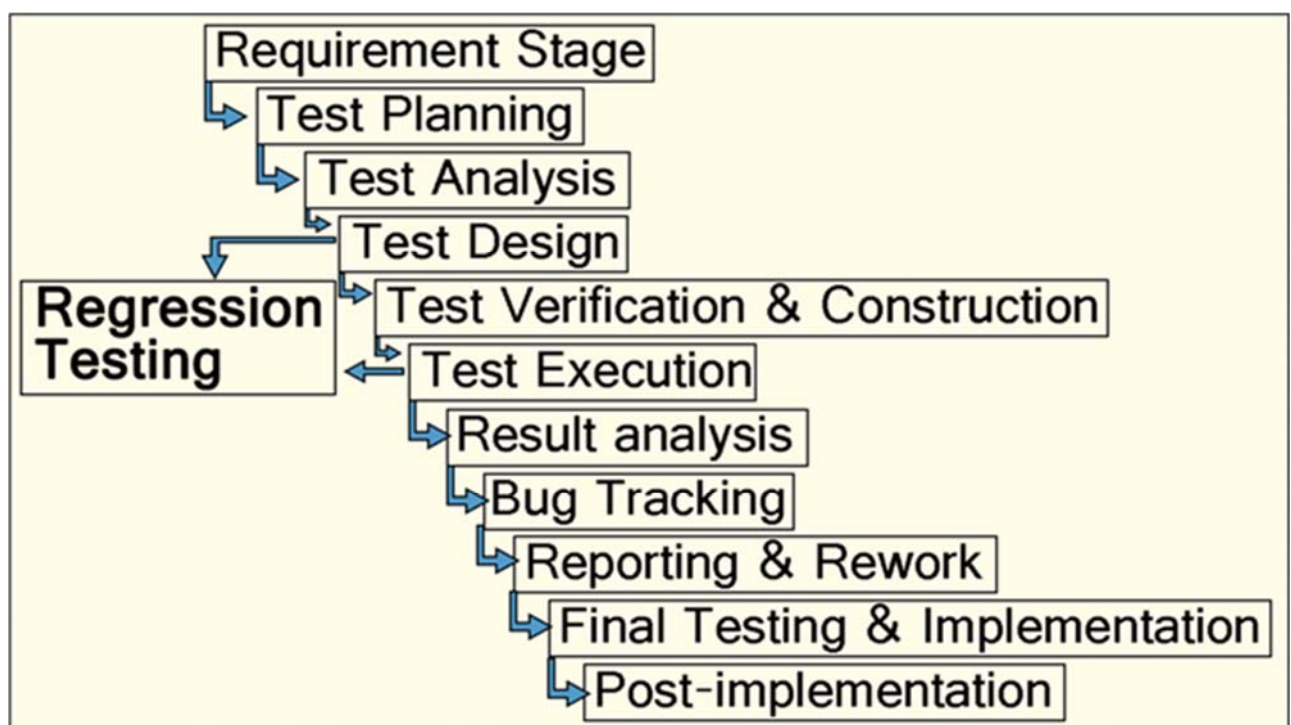 Requirement Stage
Test Planning
Test Analysis
Test Design
Regression
Testing
Test Verification & Construction
Test Execution
Result analysis
Bug Tracking
Reporting & Rework
Final Testing & Implementation
Post-implementation